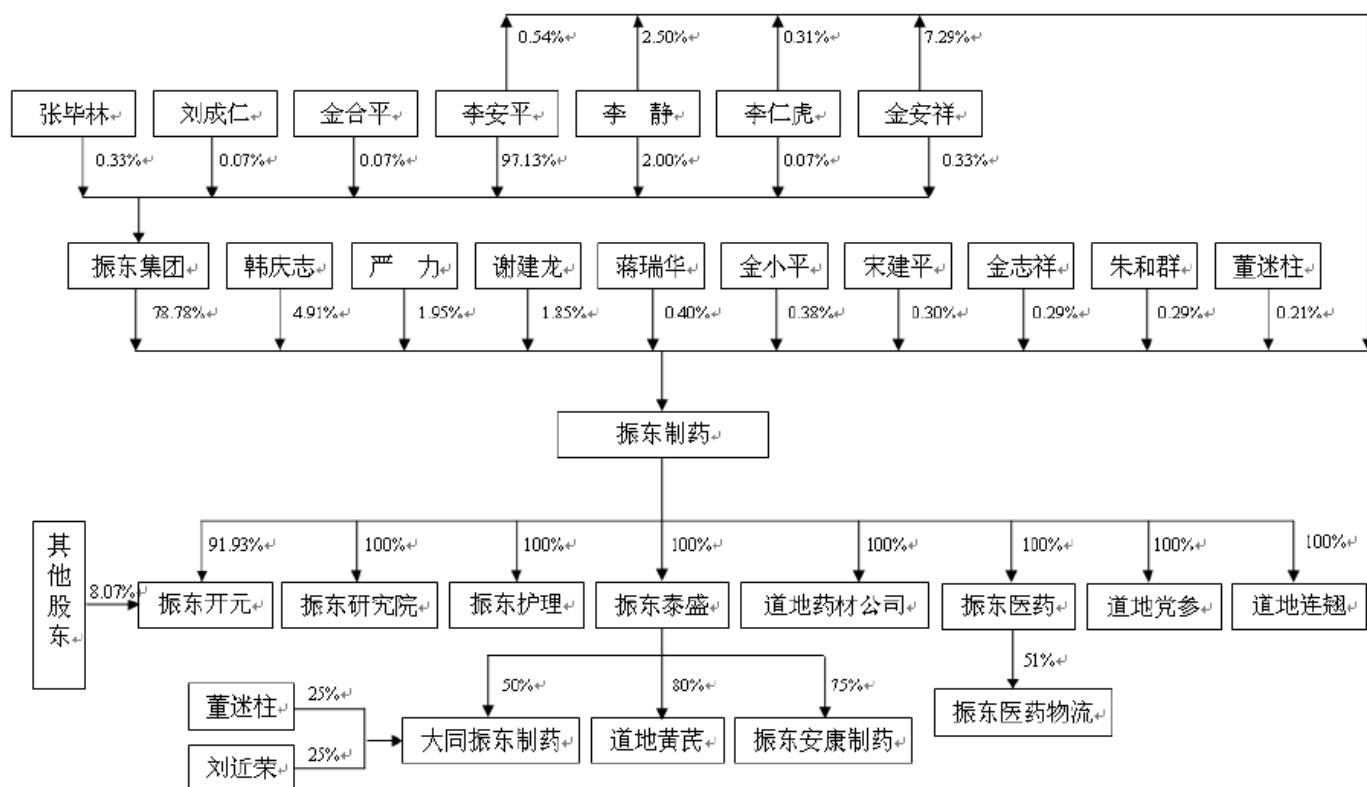 0.54% 2.50% 0.31% 7.29%
张毕林 刘成仁 金合平 李安平 李 静 李仁虎 金安祥
0.33% 0.07% 0.07% 97.13% 2.00% 0.07% 0.33%
振东集团 韩庆志 严 力 谢建龙 蒋瑞华 金小平 宋建平 金志祥 朱和群 董迷柱
78.78% 4.91% 1.95% 1.85% 0.40% 0.38% 0.30% 0.29% 0.29% 0.21%
振东制药
其他股东
91.93% 100% 100% 100% 100% 100% 100% 100%
8.07%
振东开元 振东研究院 振东护理 振东泰盛 道地药材公司 振东医药 道地党参 道地连翘
50% 80% 75% 51%
董迷柱 25%
大同振东制药 道地黄芪 振东安康制药 振东医药物流
刘近荣 25%